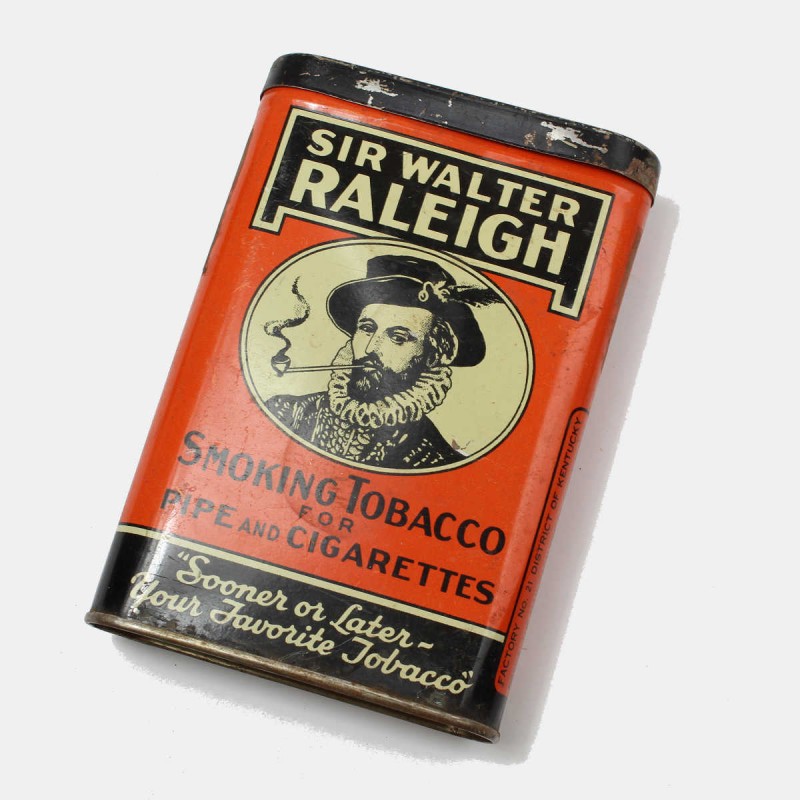 SIR WALTER
RALEIGH
SMOKING TOBACCO
FOR
PIPE AND CIGARETTES
"Sooner or Later-
Your Favorite Tobacco"
FACTORY No. 21 DISTRICT OF KENTUCKY